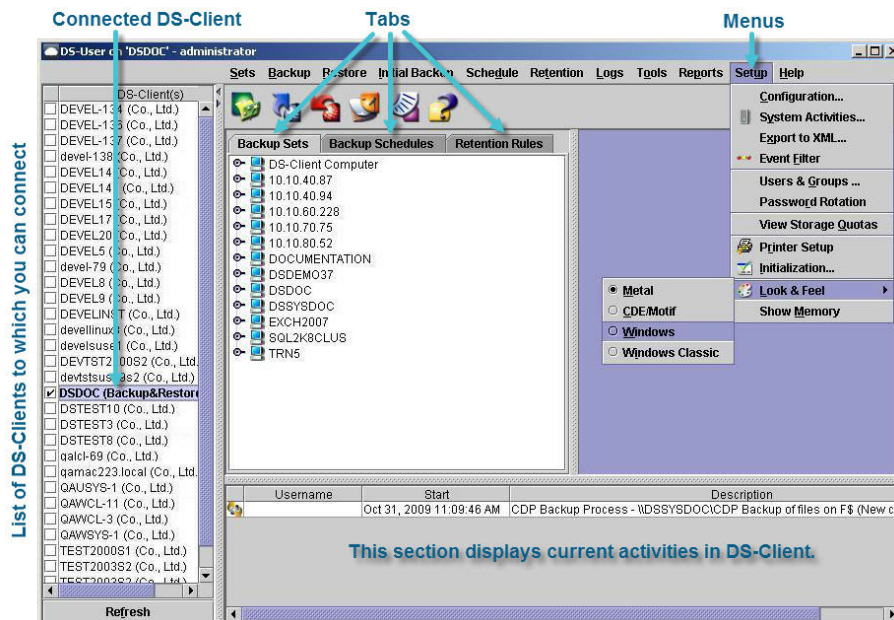 Connected DS-Client
Tabs
Menus
DS-User on 'DSDOC' - administrator
Sets Backup Restore Initial Backup Schedule Retention Logs Tools Reports Setup Help
List of DS-Clients to which you can connect
DS-Client(s)
DEVEL-134 (Co., Ltd.)
DEVEL-136 (Co., Ltd.)
DEVEL-137 (Co., Ltd.)
devel-138 (Co., Ltd.)
DEVEL14 (Co., Ltd.)
(Co., Ltd.)
DEVEL15 (Co., Ltd.)
DEVEL17 (Co., Ltd.)
DEVEL20 (Co., Ltd.)
DEVEL5 (Co., Ltd.)
devel-79 (Co., Ltd.)
DEVEL8 (Co., Ltd.)
DEVEL9 (Co., Ltd.)
DEVELINST (Co., Ltd.)
(Co., Ltd.)
develsuse1 (Co., Ltd.)
(Co., Ltd.
(Co., Ltd.)
DSDOC (Backup&Restore
DSTEST10 (Co., Ltd.)
DSTEST3 (Co., Ltd.)
DSTEST8 (Co., Ltd.)
qalcl-69 (Co., Ltd.)
qamac223.local (Co., Ltd.
QAUSYS-1 (Co., Ltd.)
QAWCL-11 (Co., Ltd.)
QAWCL-3 (Co., Ltd.)
QAWSYS-1 (Co., Ltd.)
TEST2000S1 (Co., Ltd.)
TEST2003S2 (Co., Ltd.)
Refresh
Backup Sets Backup Schedules Retention Rules
DS-Client Computer
10.10.40.87
10.10.40.94
10.10.60.228
10.10.70.75
10.10.80.52
DOCUMENTATION
DSDEMO37
DSDOC
DSSYSDOC
EXCH2007
SQL2K8CLUS
TRN5
Configuration...
System Activities...
Export to XML...
Event Filter
Users & Groups ...
Password Rotation
View Storage Quotas
Printer Setup
Initialization...
Look & Feel
Show Memory
Metal
CDE/Motif
Windows
Windows Classic
Username Start Description
Oct 31, 2009 11:09:46 AM CDP Backup Process - \\DSSYSDOC\CDP Backup of files on F$ (New c
This section displays current activities in DS-Client.